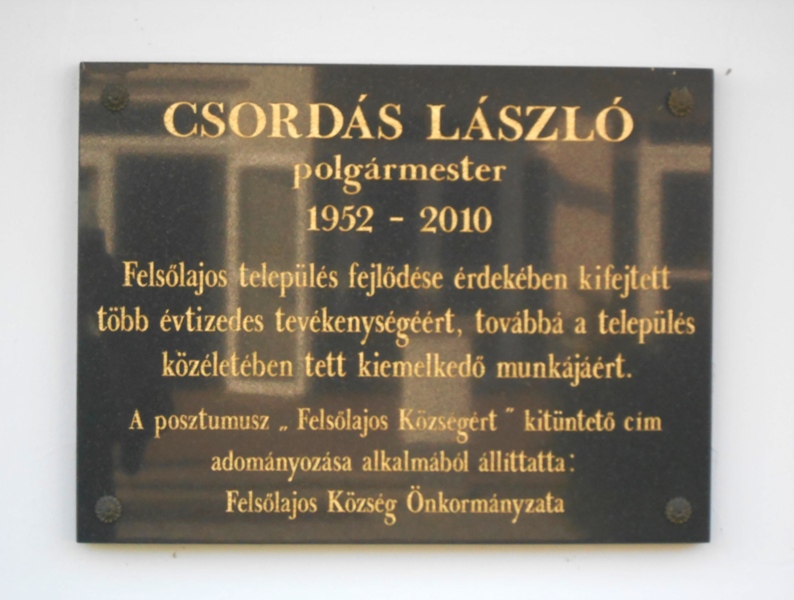 CSORDÁS LÁSZLÓ
polgármester
1952 - 2010
Felsőlajos település fejlődése érdekében kifejtett
több évtizedes tevékenységéért, továbbá a település
közéletében tett kiemelkedő munkájáért.
A posztumusz „ Felsőlajos Községért ˝ kitüntető cím
adományozása alkalmából állíttatta:
Felsőlajos Község Önkormányzata